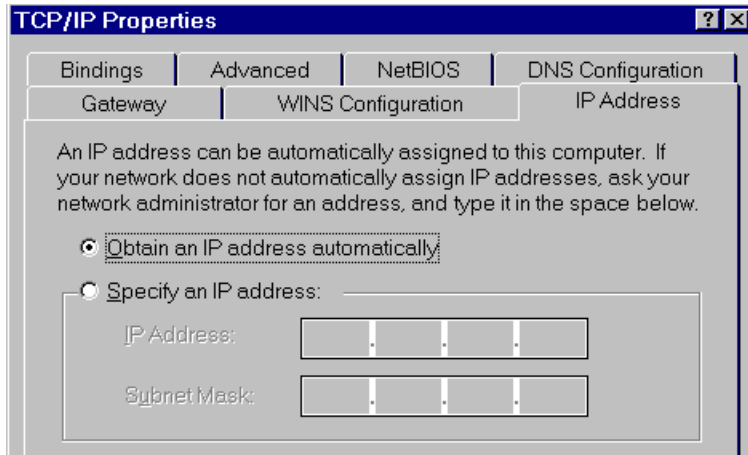 TCP/IP Properties
Bindings Advanced NetBIOS DNS Configuration
Gateway WINS Configuration IP Address
An IP address can be automatically assigned to this computer. If
your network does not automatically assign IP addresses, ask your
network administrator for an address, and type it in the space below.
Obtain an IP address automatically
Specify an IP address:
IP Address: . . .
Subnet Mask: . . .